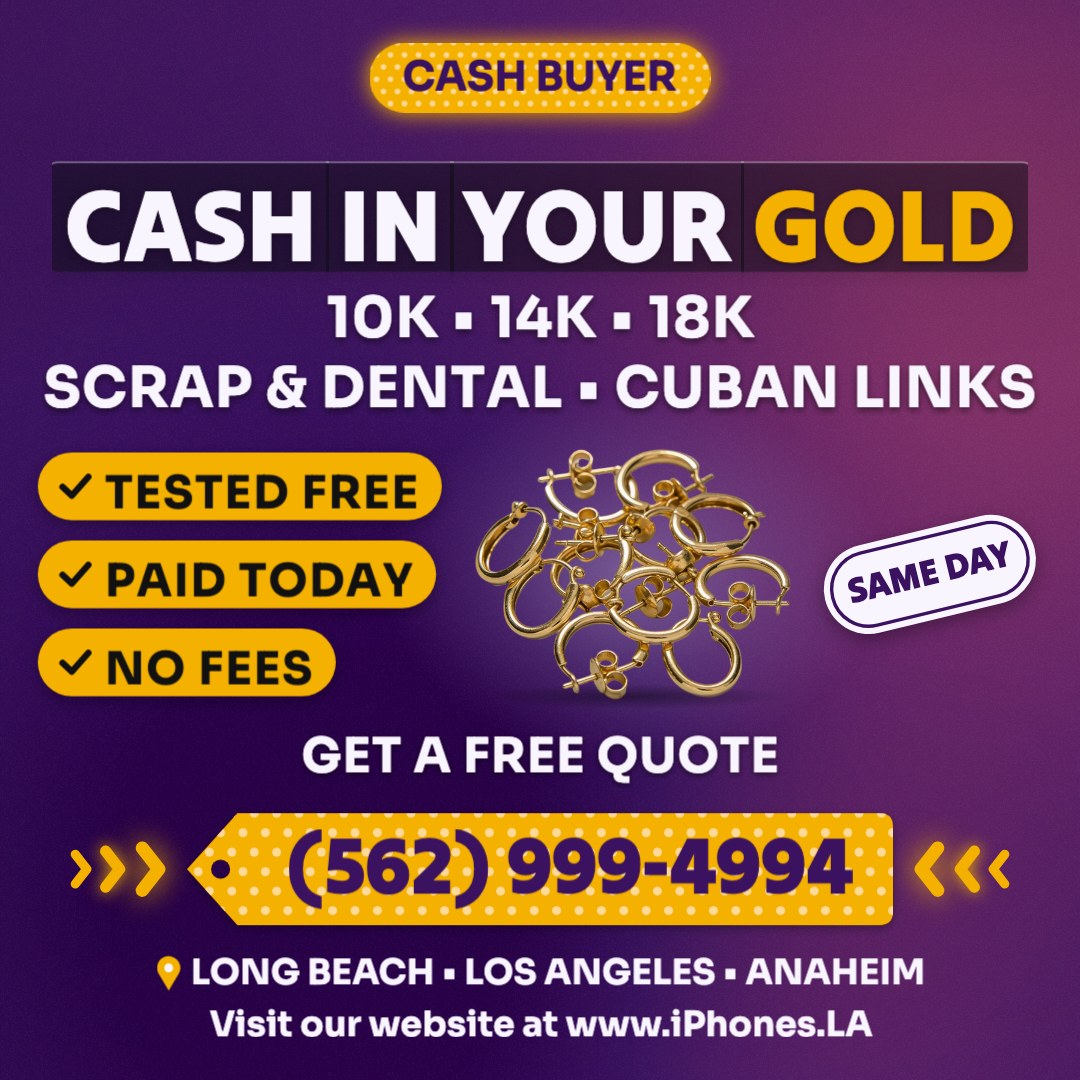 CASH BUYER
CASH IN YOUR GOLD
10K ▪ 14K ▪ 18K
SCRAP & DENTAL ▪ CUBAN LINKS
✓ TESTED FREE
✓ PAID TODAY
✓ NO FEES
SAME DAY
GET A FREE QUOTE
(562) 999-4994
LONG BEACH ▪ LOS ANGELES ▪ ANAHEIM
Visit our website at www.iPhones.LA